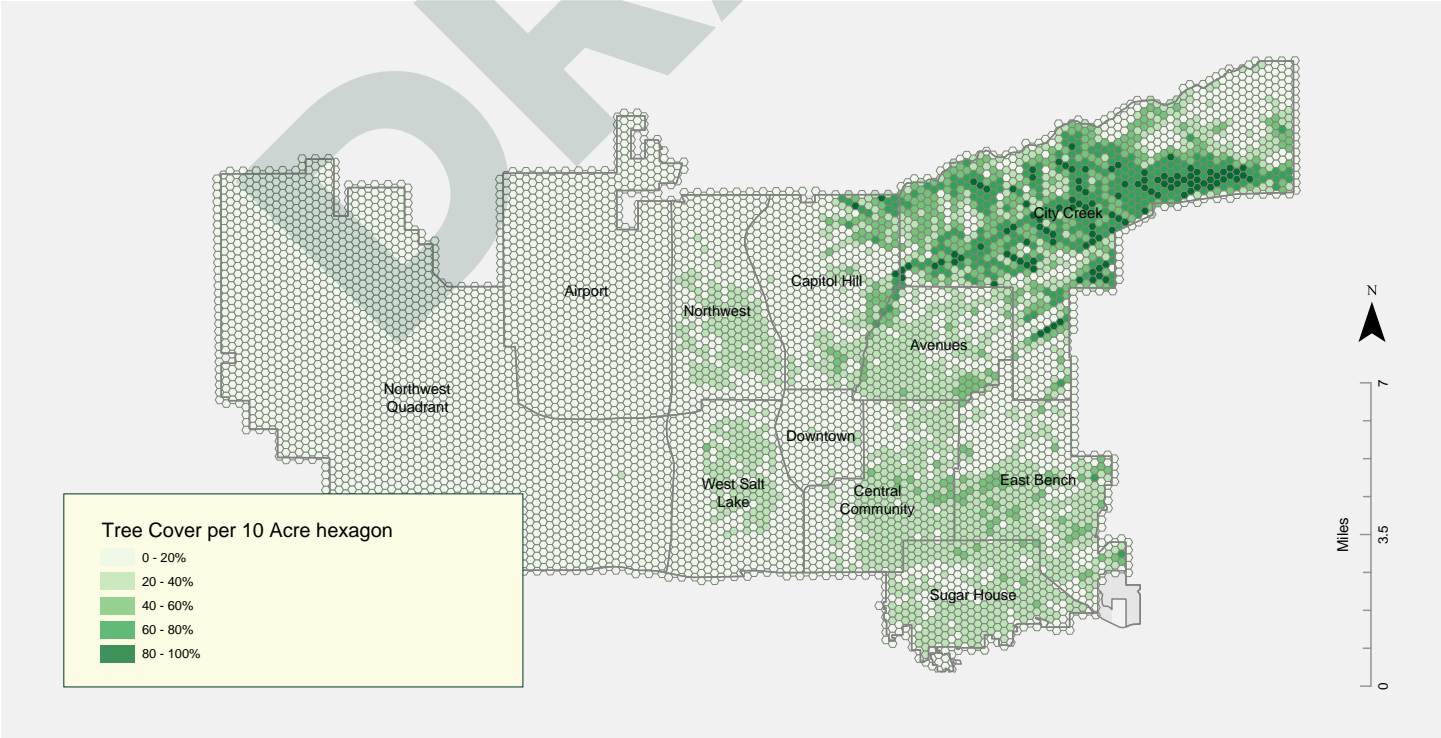 N
City Creek
Capitol Hill
Airport
Northwest
Avenues
Northwest
Quadrant
7
Downtown
East Bench
West Salt
Lake
Central
Community
Sugar House
Miles
3.5
0
Tree Cover per 10 Acre hexagon
0 - 20%
20 - 40%
40 - 60%
60 - 80%
80 - 100%